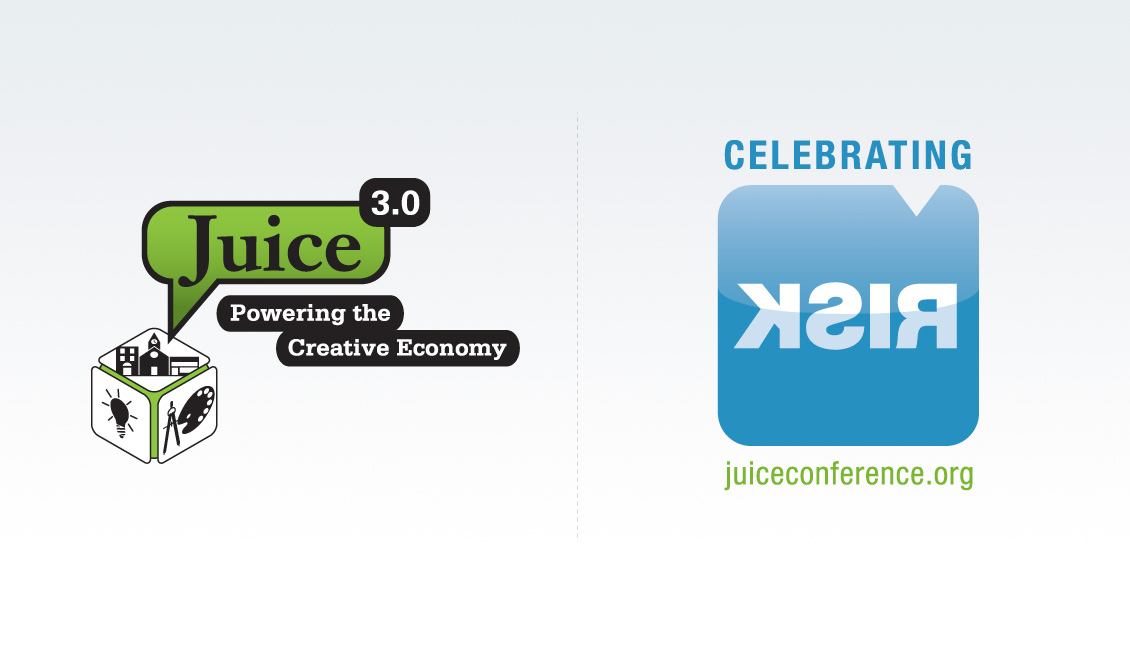 Juice
3.0
Powering the
Creative Economy
CELEBRATING
RISK
juiceconference.org